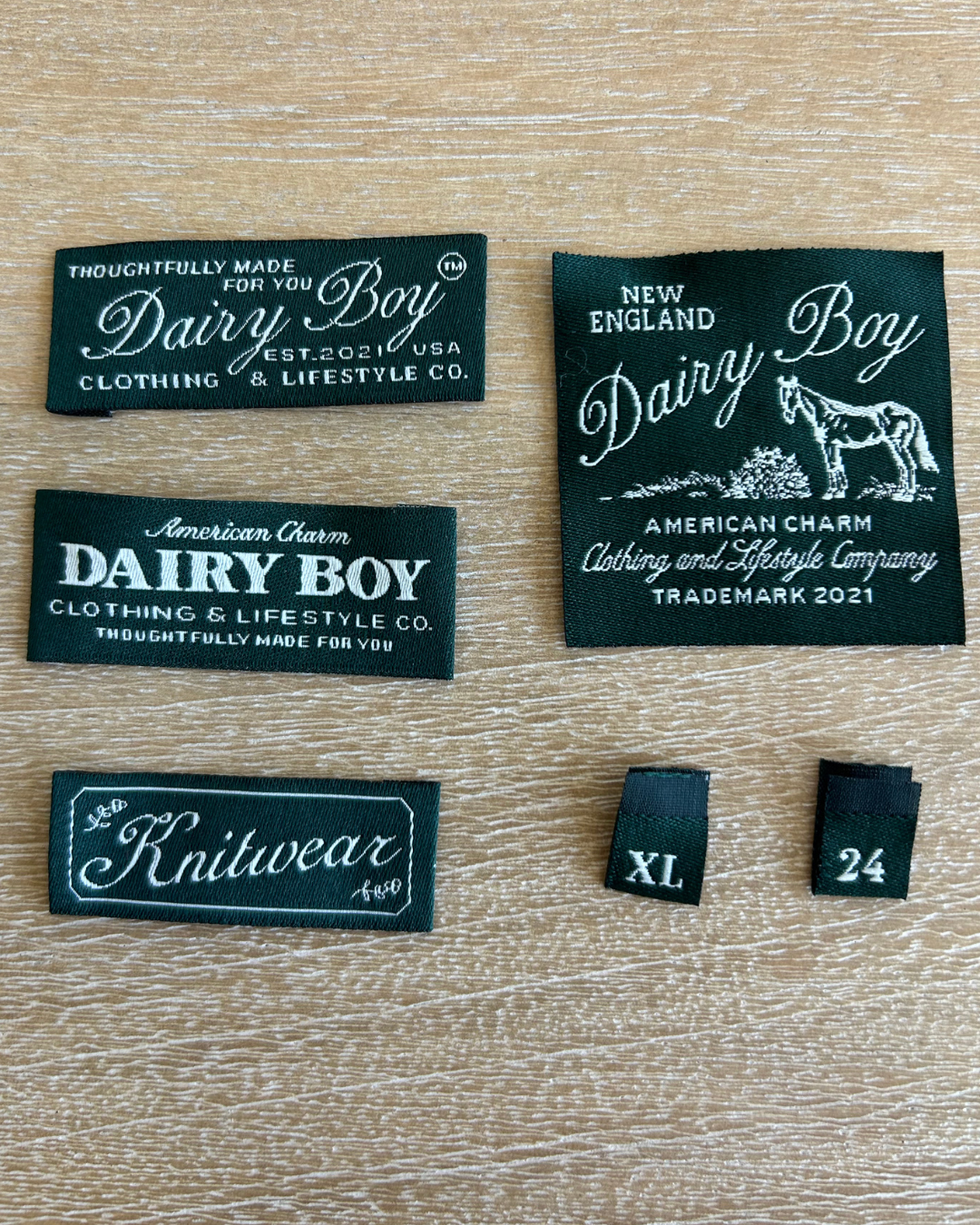 THOUGHTFULLY MADE
FOR YOU
Dairy Boy TM
EST. 2021 USA
CLOTHING & LIFESTYLE CO.
NEW
ENGLAND
Dairy Boy
AMERICAN CHARM
Clothing and Lifestyle Company
TRADEMARK 2021
American Charm
DAIRY BOY
CLOTHING & LIFESTYLE CO.
THOUGHTFULLY MADE FOR YOU
Knitwear
XL
24